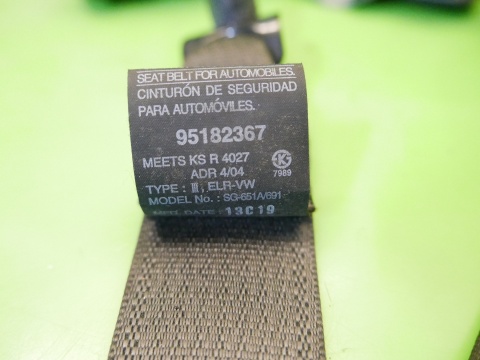 SEAT BELT FOR AUTOMOBILES.
CINTURÓN DE SEGURIDAD
PARA AUTOMÓVILES.
95182367
MEETS KS R 4027
ADR 4/04
7989
TYPE : III, ELR-VW
MODEL No. : SG-651A/691
DATE : 13C19